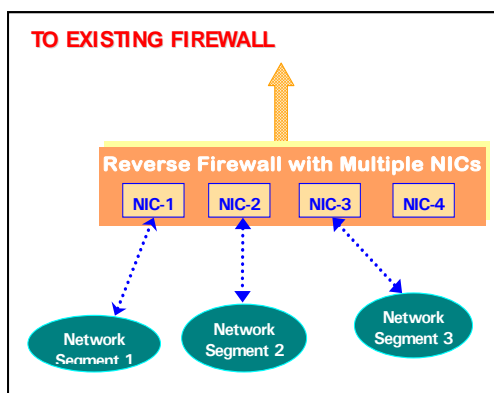 TO EXISTING FIREWALL
Reverse Firewall with Multiple NICs
NIC-1 NIC-2 NIC-3 NIC-4
Network
Segment 1
Network
Segment 2
Network
Segment 3